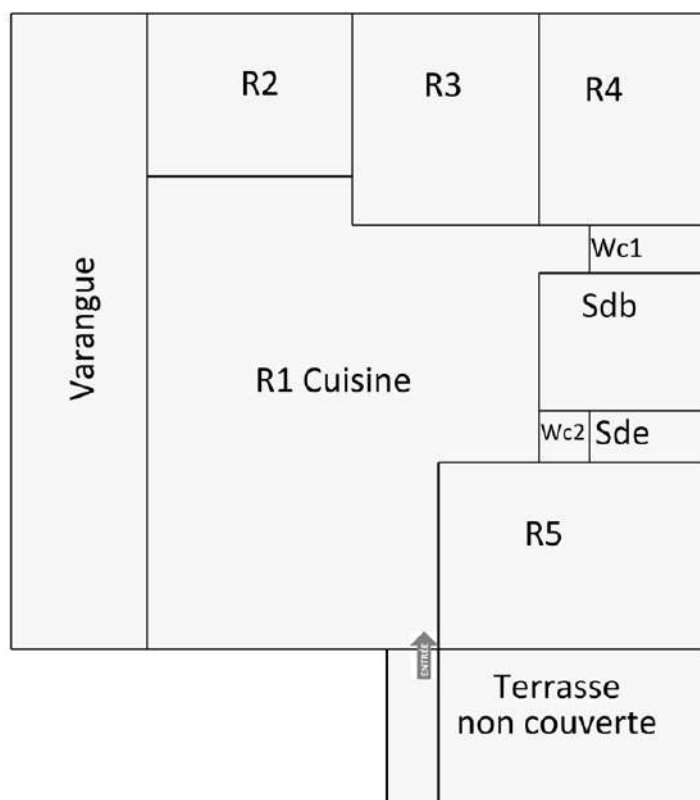 R2
R3
R4
Wc1
Varangue
Sdb
R1 Cuisine
Wc2
Sde
R5
ENTRÉE
Terrasse
non couverte